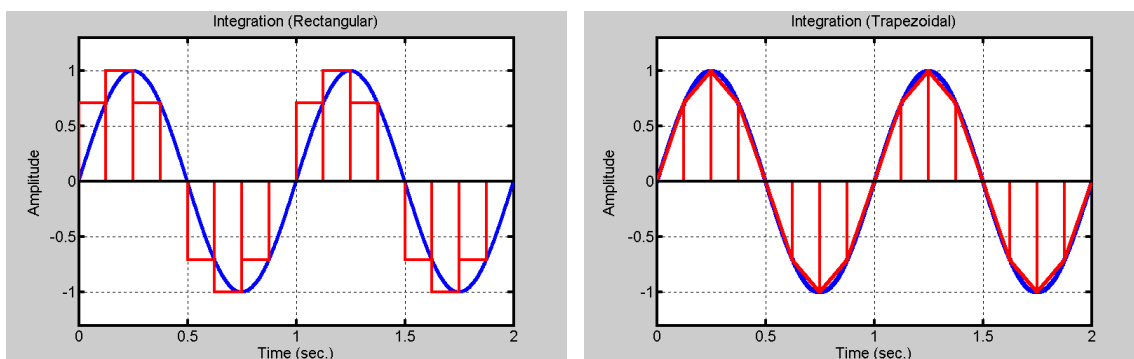 Integration (Rectangular)
1
0.5
0
-0.5
-1
Amplitude
0 0.5 1 1.5 2
Time (sec.)
Integration (Trapezoidal)
1
0.5
0
-0.5
-1
Amplitude
0 0.5 1 1.5 2
Time (sec.)